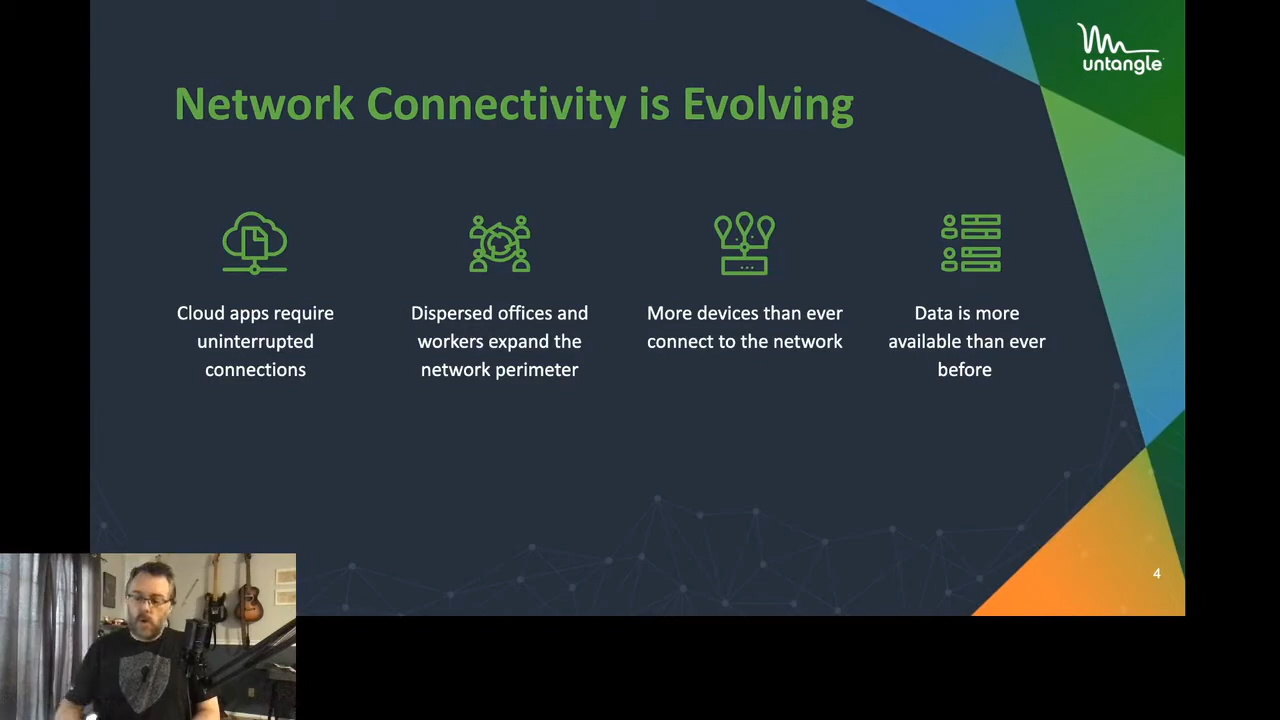 untangle
Network Connectivity is Evolving
Cloud apps require
uninterrupted
connections
Dispersed offices and
workers expand the
network perimeter
More devices than ever
connect to the network
Data is more
available than ever
before
4